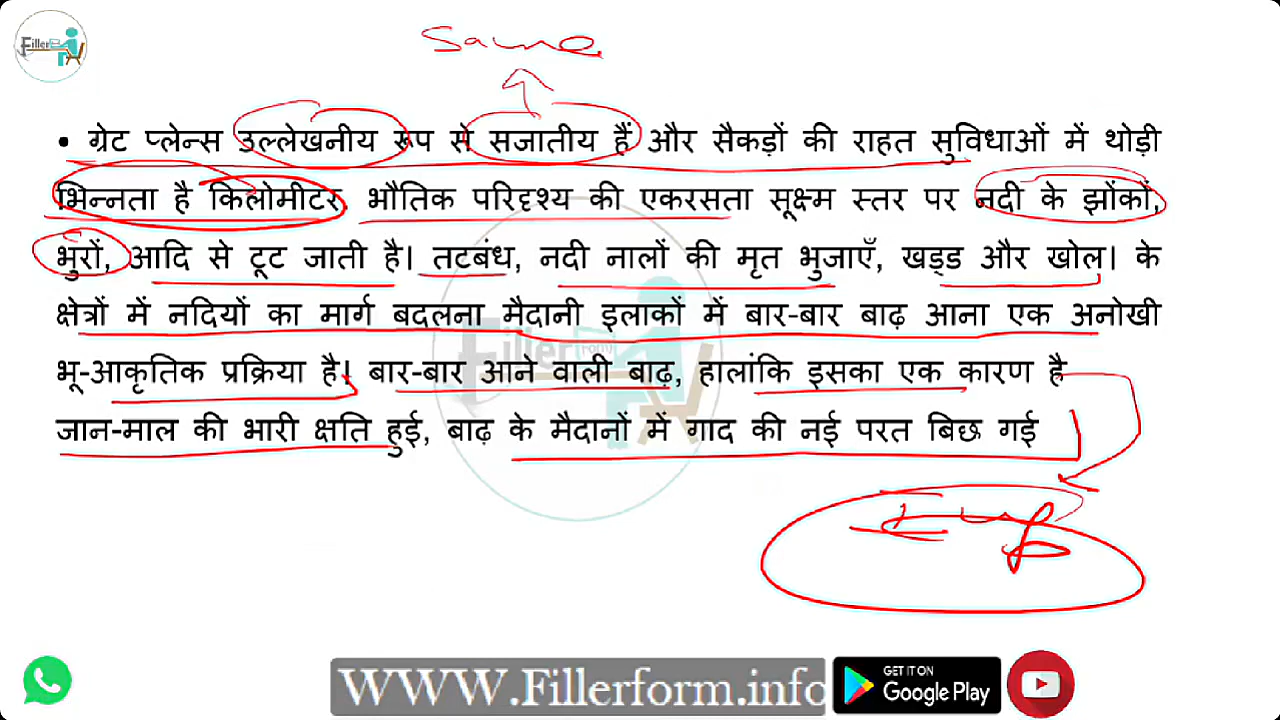 Filler
Same
• ग्रेट प्लेन्स उल्लेखनीय रूप से सजातीय हैं और सैकड़ों की राहत सुविधाओं में थोड़ी
भिन्नता है किलोमीटर. भौतिक परिदृश्य की एकरसता सूक्ष्म स्तर पर नदी के झोंकों,
भुरों, आदि से टूट जाती है। तटबंध, नदी नालों की मृत भुजाएँ, खड्ड और खोल। के
क्षेत्रों में नदियों का मार्ग बदलना मैदानी इलाकों में बार-बार बाढ़ आना एक अनोखी
भू-आकृतिक प्रक्रिया है। बार-बार आने वाली बाढ़, हालांकि इसका एक कारण है
जान-माल की भारी क्षति हुई, बाढ़ के मैदानों में गाद की नई परत बिछ गई
Imp
WWW.Fillerform.info
GET IT ON
Google Play